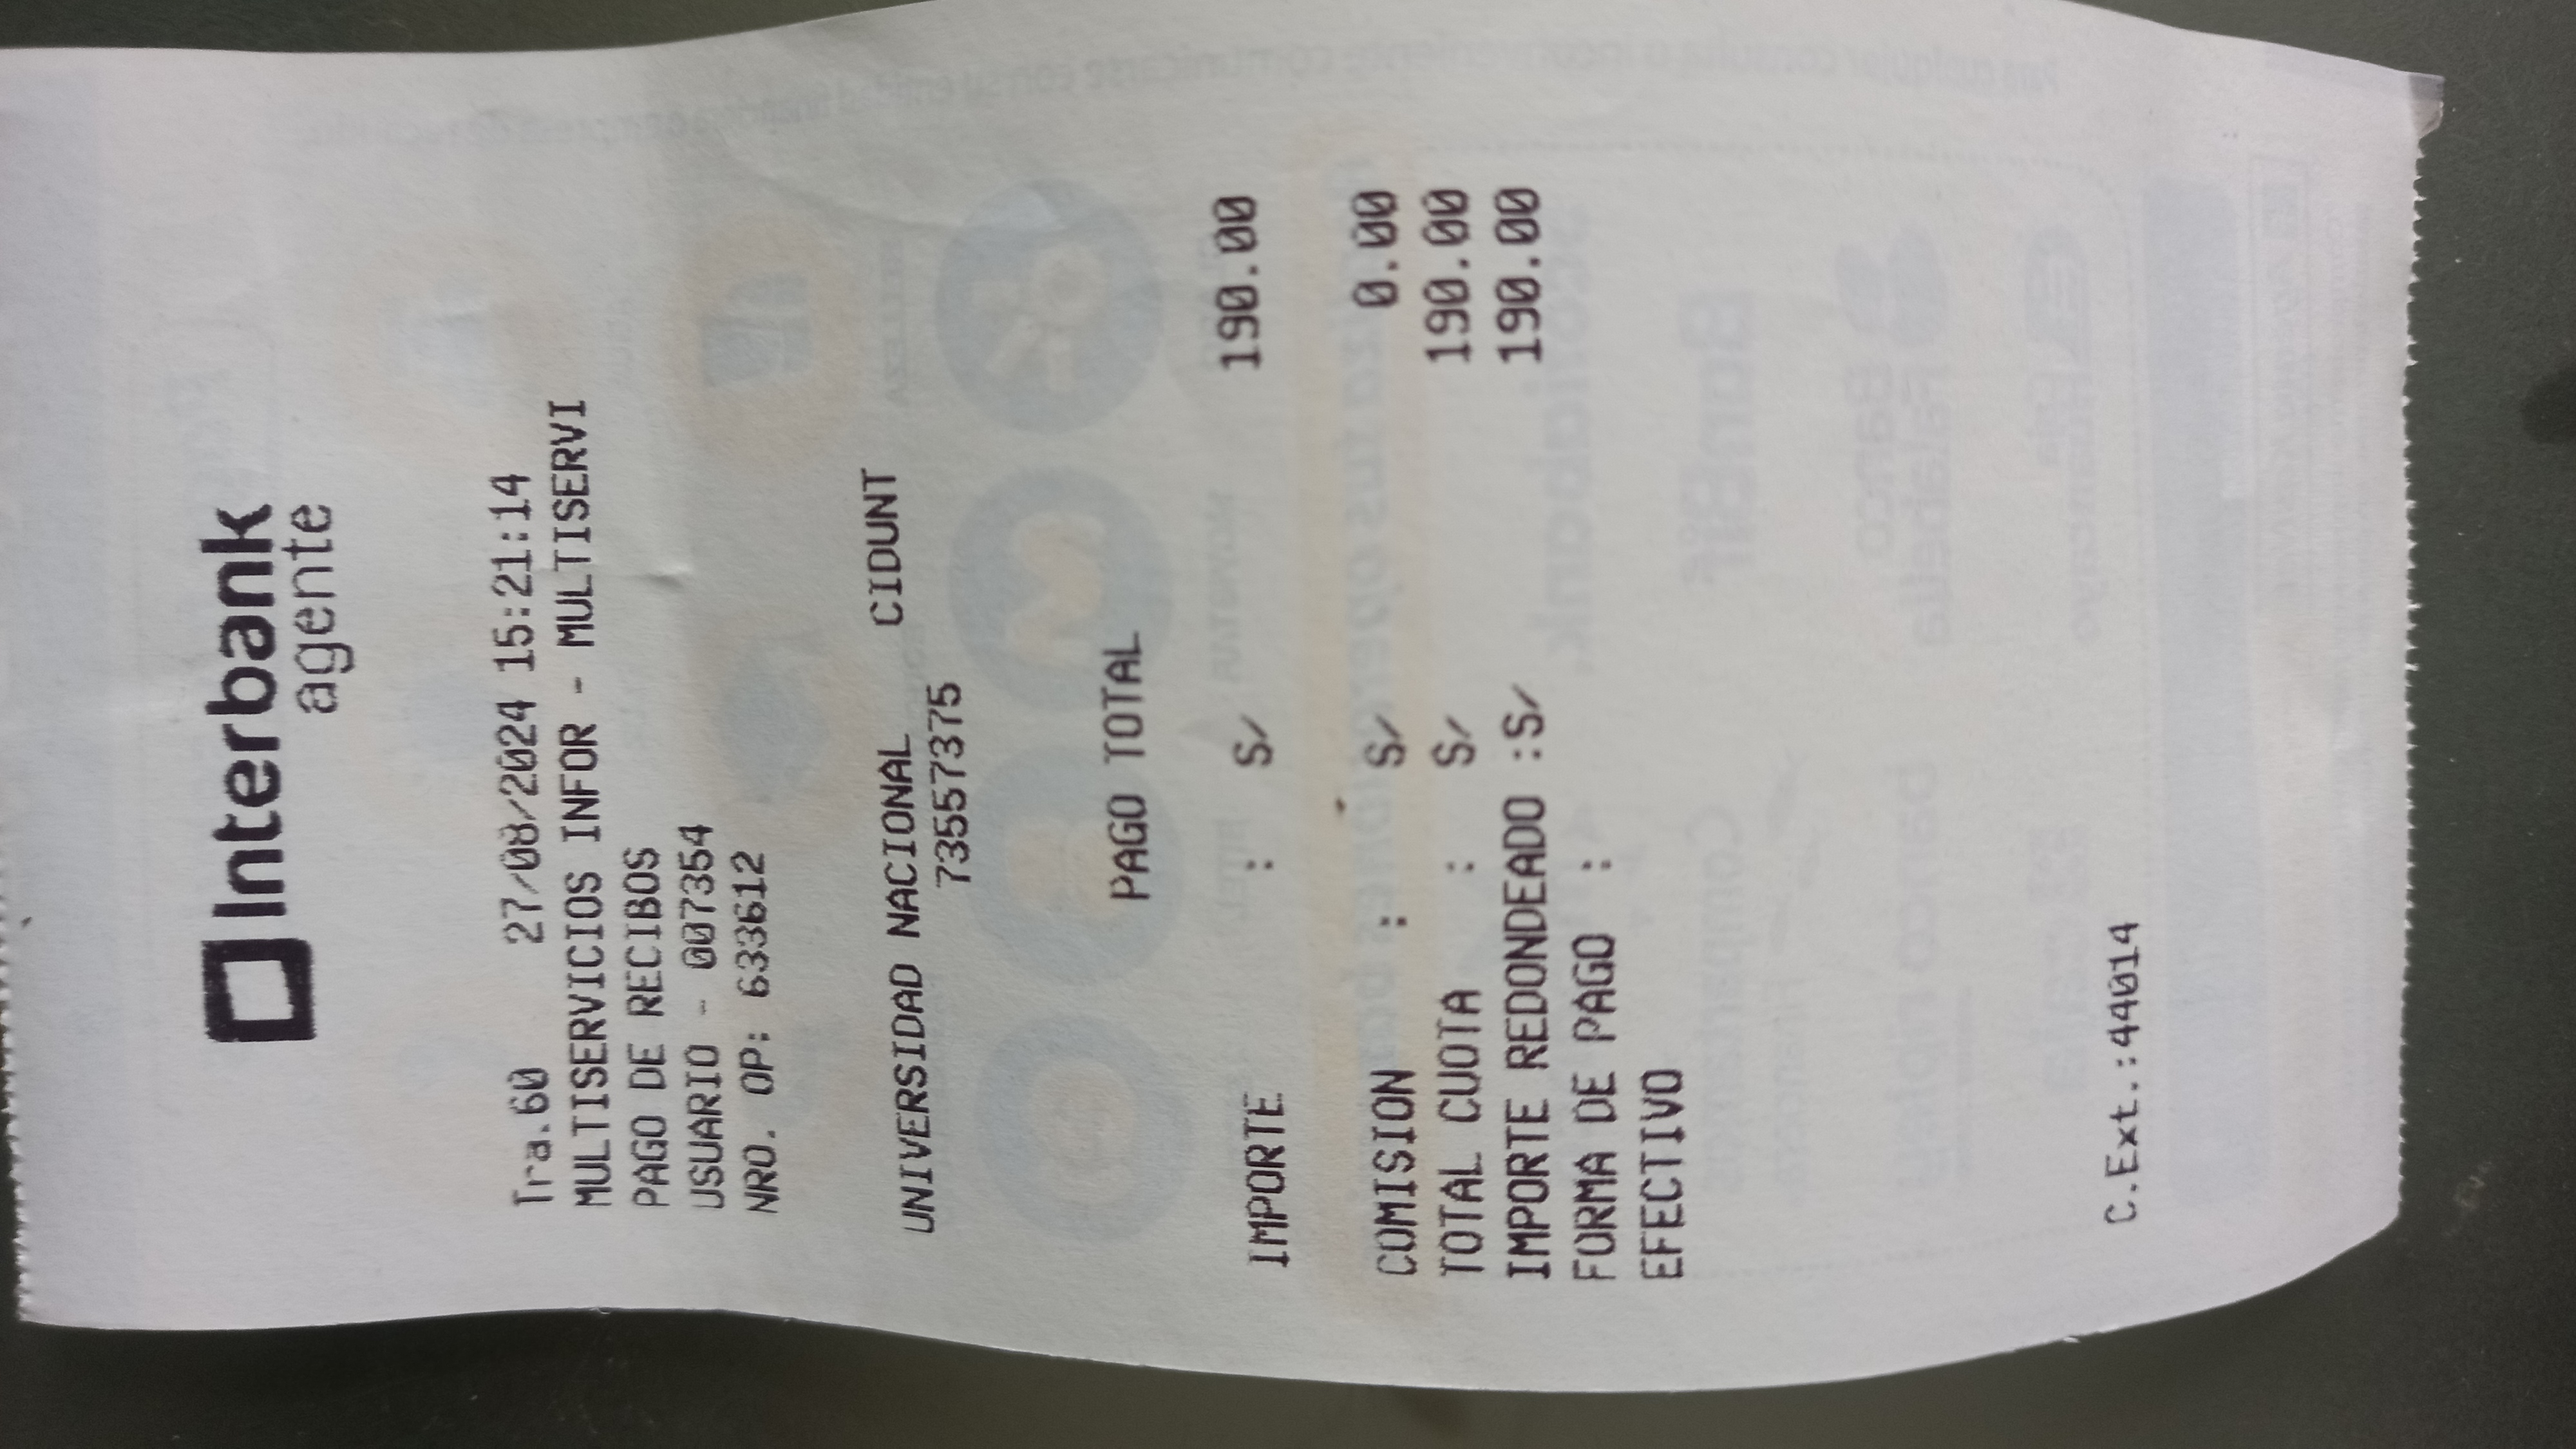 Interbank
agente
Tra.60 27/08/2024 15:21:14
MULTISERVICIOS INFOR - MULTISERVI
PAGO DE RECIBOS
USUARIO - 007354
NRO. OP: 633612
UNIVERSIDAD NACIONAL CIDUNT
73557375
PAGO TOTAL
IMPORTE : S/ 190.00
COMISION : S/ 0.00
TOTAL CUOTA : S/ 190.00
IMPORTE REDONDEADO :S/ 190.00
FORMA DE PAGO :
EFECTIVO
C.Ext.:44014